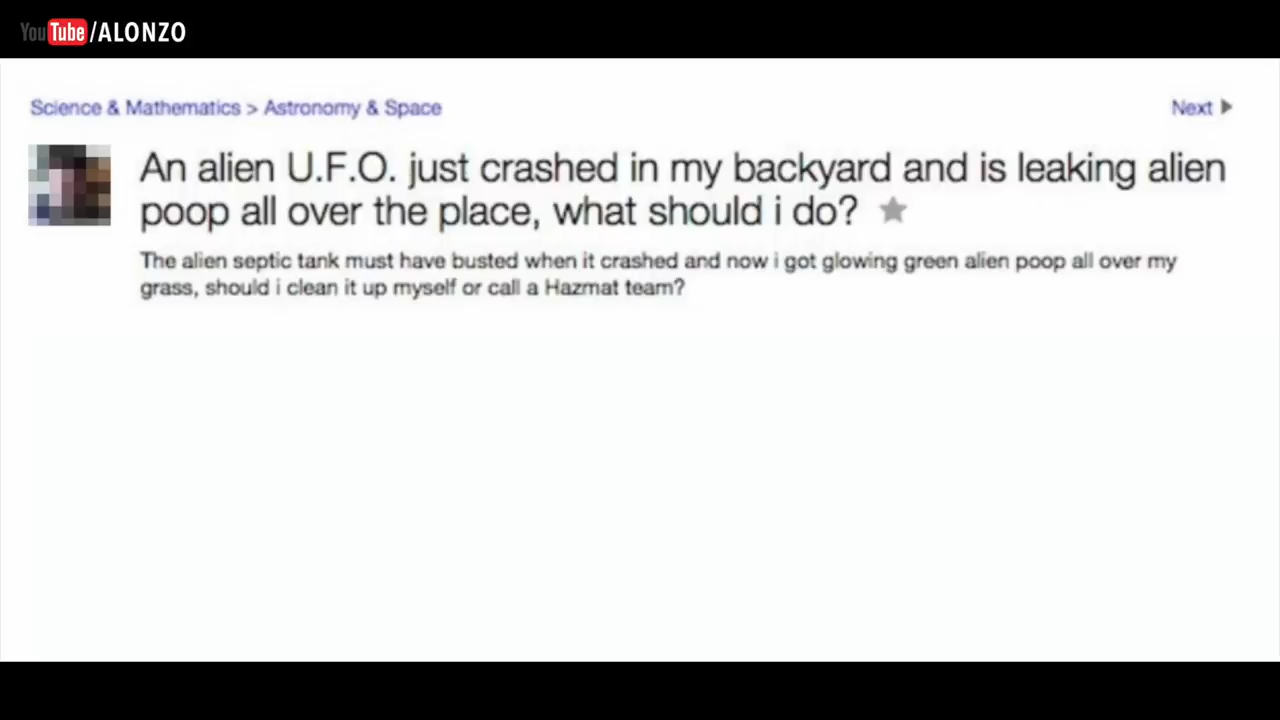 YouTube/ALONZO
Science & Mathematics > Astronomy & Space
Next
An alien U.F.O. just crashed in my backyard and is leaking alien
poop all over the place, what should i do?
The alien septic tank must have busted when it crashed and now i got glowing green alien poop all over my
grass, should i clean it up myself or call a Hazmat team?